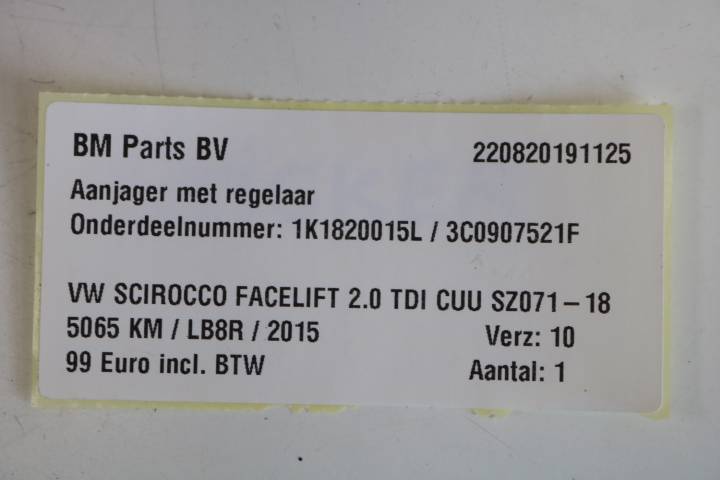 BM Parts BV 220820191125
Aanjager met regelaar
Onderdeelnummer: 1K1820015L / 3C0907521F
VW SCIROCCO FACELIFT 2.0 TDI CUU SZ071-18
5065 KM / LB8R / 2015 Verz: 10
99 Euro incl. BTW Aantal: 1